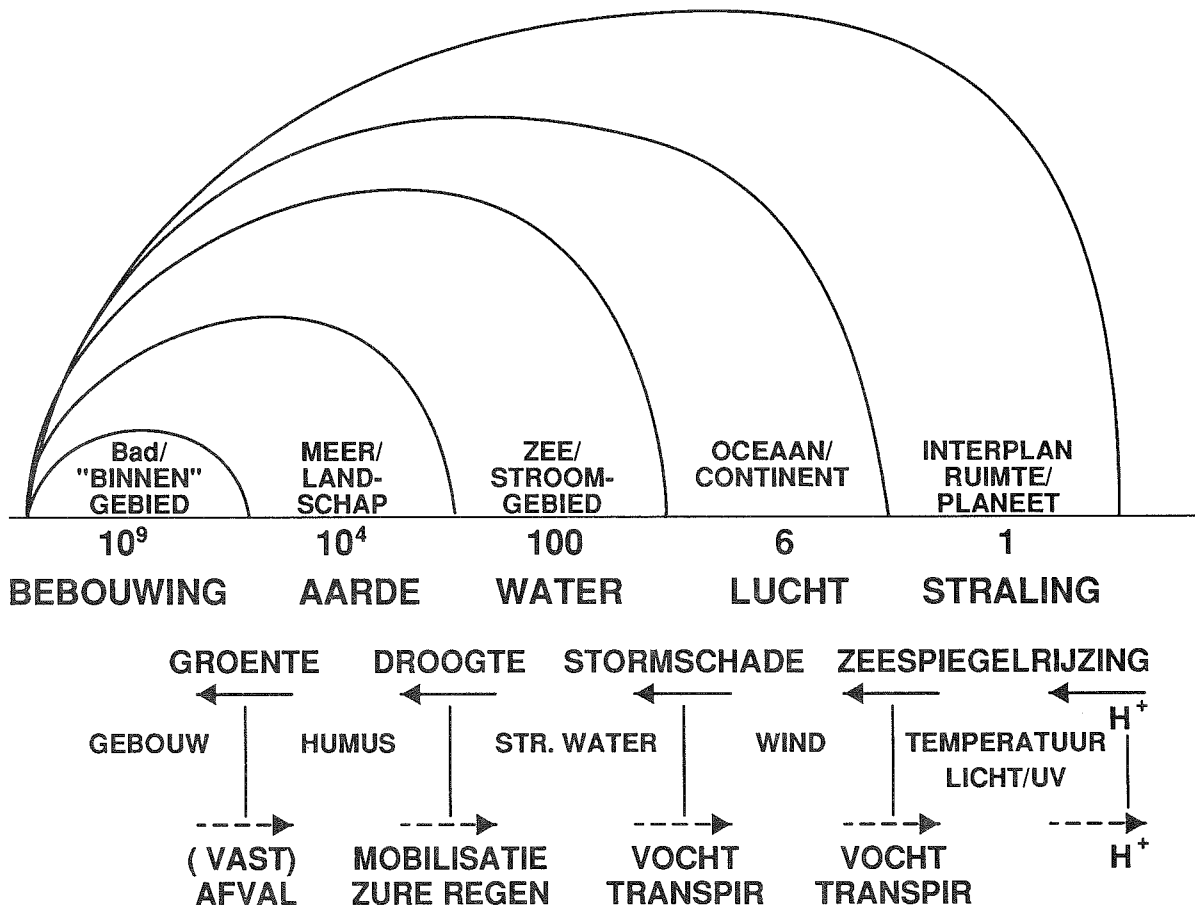 Bad/ MEER/ ZEE/ OCEAAN/ INTERPLAN
"BINNEN" LAND- STROOM- CONTINENT RUIMTE/
GEBIED SCHAP GEBIED PLANEET
10⁹ 10⁴ 100 6 1
BEBOUWING AARDE WATER LUCHT STRALING
GROENTE DROOGTE STORMSCHADE ZEESPIEGELRIJZING
H⁺
GEBOUW HUMUS STR. WATER WIND TEMPERATUUR
LICHT/UV
( VAST) MOBILISATIE VOCHT VOCHT H⁺
AFVAL ZURE REGEN TRANSPIR TRANSPIR